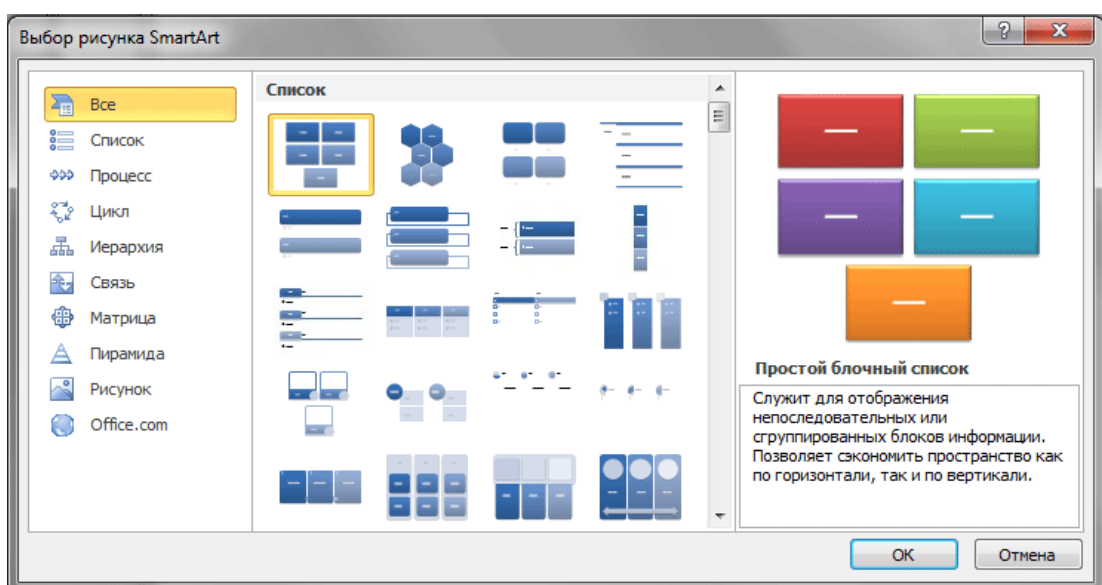 Выбор рисунка SmartArt
Все
Список
Процесс
Цикл
Иерархия
Связь
Матрица
Пирамида
Рисунок
Office.com
Список
Простой блочный список
Служит для отображения
непоследовательных или
сгруппированных блоков информации.
Позволяет сэкономить пространство как
по горизонтали, так и по вертикали.
ОК
Отмена